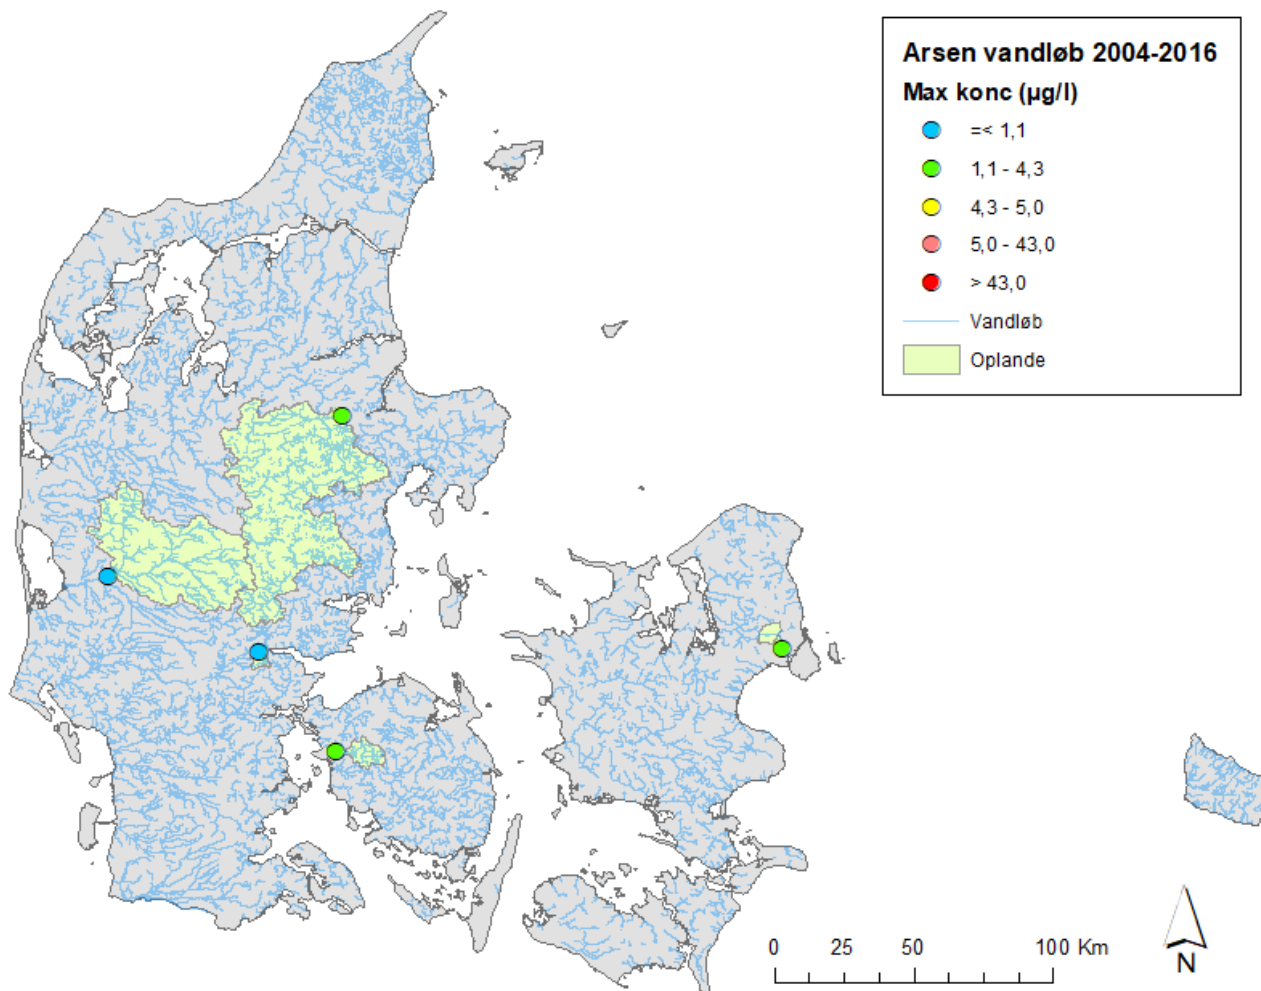 Arsen vandløb 2004-2016
Max konc (µg/l)
=< 1,1
1,1 - 4,3
4,3 - 5,0
5,0 - 43,0
> 43,0
Vandløb
Oplande
0 25 50 100 Km
N